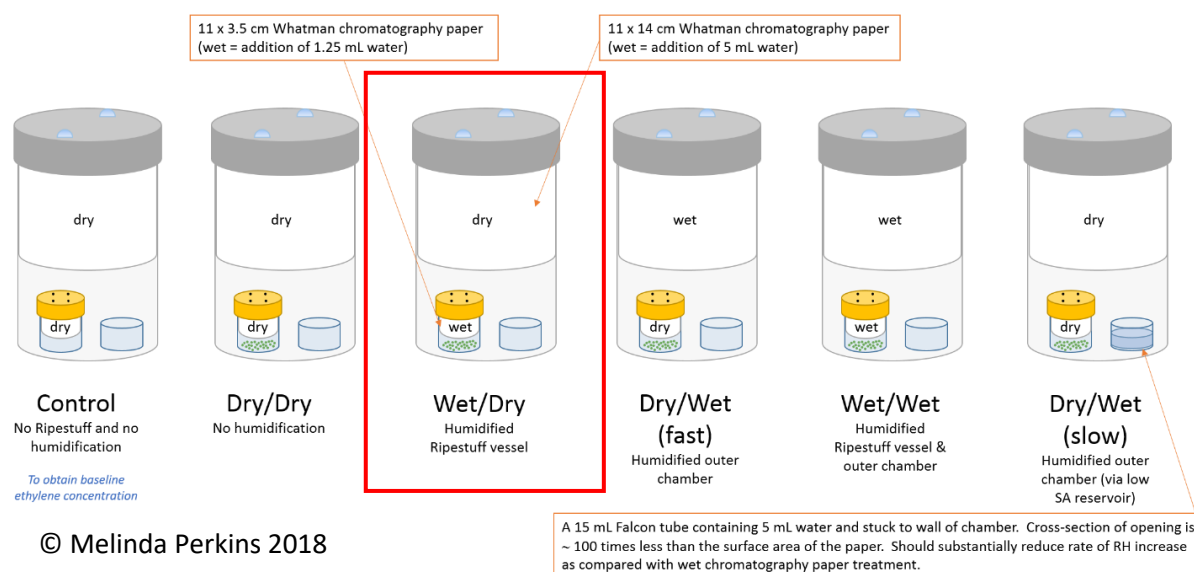 11 x 3.5 cm Whatman chromatography paper
(wet = addition of 1.25 mL water)
11 x 14 cm Whatman chromatography paper
(wet = addition of 5 mL water)
dry
dry
dry
wet
wet
dry
dry
dry
wet
dry
wet
dry
Control
No Ripestuff and no
humidification
To obtain baseline
ethylene concentration
Dry/Dry
No humidification
Wet/Dry
Humidified
Ripestuff vessel
Dry/Wet
(fast)
Humidified outer
chamber
Wet/Wet
Humidified
Ripestuff vessel &
outer chamber
Dry/Wet
(slow)
Humidified outer
chamber (via low
SA reservoir)
© Melinda Perkins 2018
A 15 mL Falcon tube containing 5 mL water and stuck to wall of chamber.  Cross-section of opening is
~ 100 times less than the surface area of the paper.  Should substantially reduce rate of RH increase
as compared with wet chromatography paper treatment.